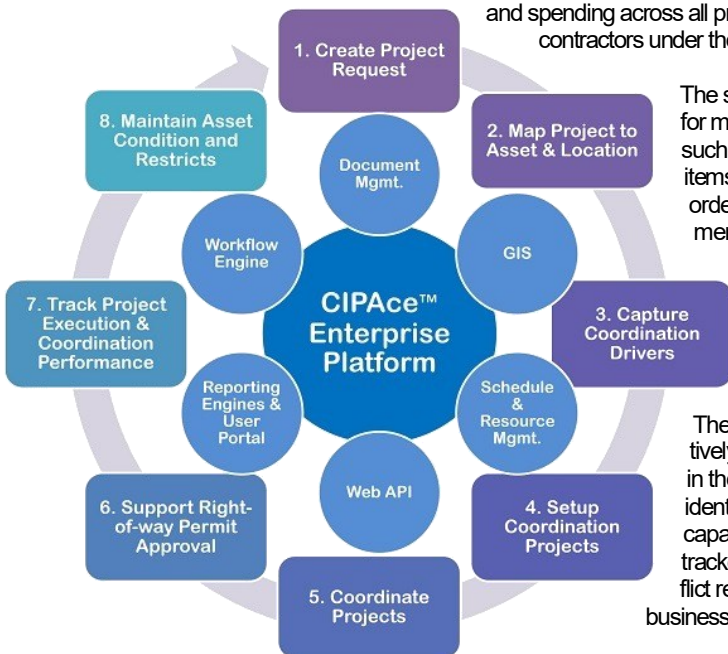 and spending across all pr
contractors under the
1. Create Project
Request
The s
for m
such
items
orde
mer
2. Map Project to
Asset & Location
3. Capture
Coordination
Drivers
The
tively
in the
ident
capa
track
flict re
business
4. Setup
Coordination
Projects
5. Coordinate
Projects
6. Support Right-
of-way Permit
Approval
7. Track Project
Execution &
Coordination
Performance
8. Maintain Asset
Condition and
Restricts
Document
Mgmt.
GIS
Schedule
&
Resource
Mgmt.
Web API
Reporting
Engines &
User
Portal
Workflow
Engine
CIPAce™
Enterprise
Platform